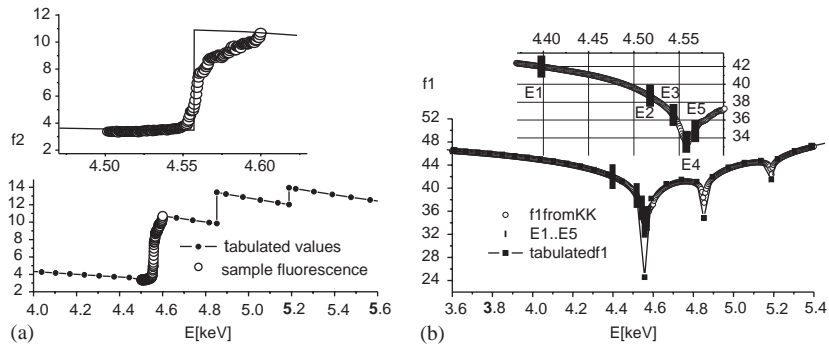 12
10
8
f2
6
4
2
4.50 4.55 4.60
14
12
10
8
6
4
2
tabulated values
sample fluorescence
4.0 4.2 4.4 4.6 4.8 5.0 5.2 5.4 5.6
(a) E[keV]
4.40 4.50 4.55
f1
42
40
38
36
34
E1
E2
E3
E4
E5
52
48
44
40
36
32
28
24
f1fromKK
E1..E5
tabulatedf1
3.6 3.8 4.0 4.2 4.4 4.6 4.8 5.0 5.2 5.4
(b) E[keV]